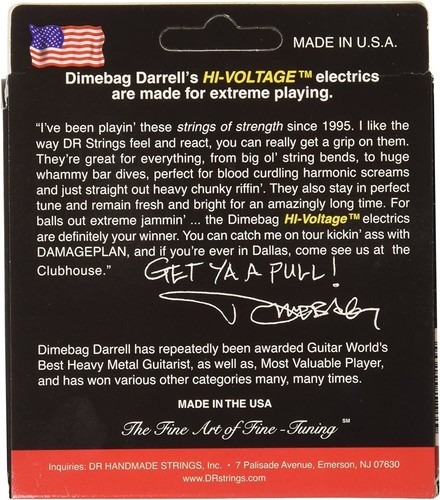 MADE IN U.S.A.
Dimebag Darrell's HI-VOLTAGE™ electrics
are made for extreme playing.
"I've been playin' these strings of strength since 1995. I like the
way DR Strings feel and react, you can really get a grip on them.
They're great for everything, from big ol' string bends, to huge
whammy bar dives, perfect for blood curdling harmonic screams
and just straight out heavy chunky riffin'. They also stay in perfect
tune and remain fresh and bright for an amazingly long time. For
balls out extreme jammin' ... the Dimebag Hi-Voltage™ electrics
are definitely your winner. You can catch me on tour kickin' ass with
DAMAGEPLAN, and if you're ever in Dallas, come see us at the
Clubhouse."
GET YA A PULL!
DIMEBAG
Dimebag Darrell has repeatedly been awarded Guitar World's
Best Heavy Metal Guitarist, as well as, Most Valuable Player,
and has won various other categories many, many times.
MADE IN THE USA
The Fine Art of Fine-Tuning℠
Inquiries: DR HANDMADE STRINGS, Inc. • 7 Palisade Avenue, Emerson, NJ 07630
www.DRstrings.com